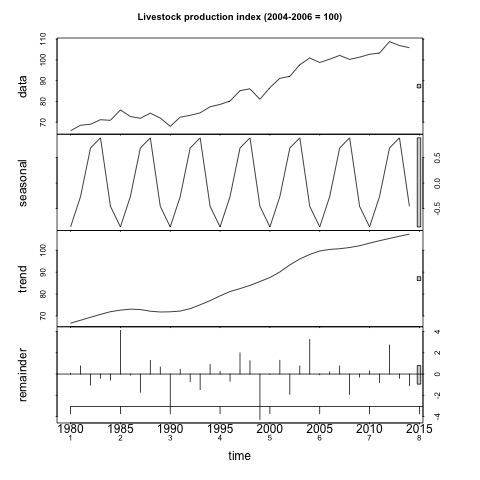 Livestock production index (2004-2006 = 100)
data
70 80 90 100 110
seasonal
-0.5 0.0 0.5
trend
70 80 90 100
remainder
-4 -2 0 2 4
1980 1985 1990 1995 2000 2005 2010 2015
1 2 3 4 5 6 7 8
time